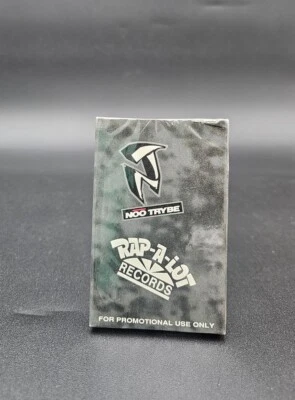 NOO TRYBE
RAP-A-LOT
RECORDS
FOR PROMOTIONAL USE ONLY